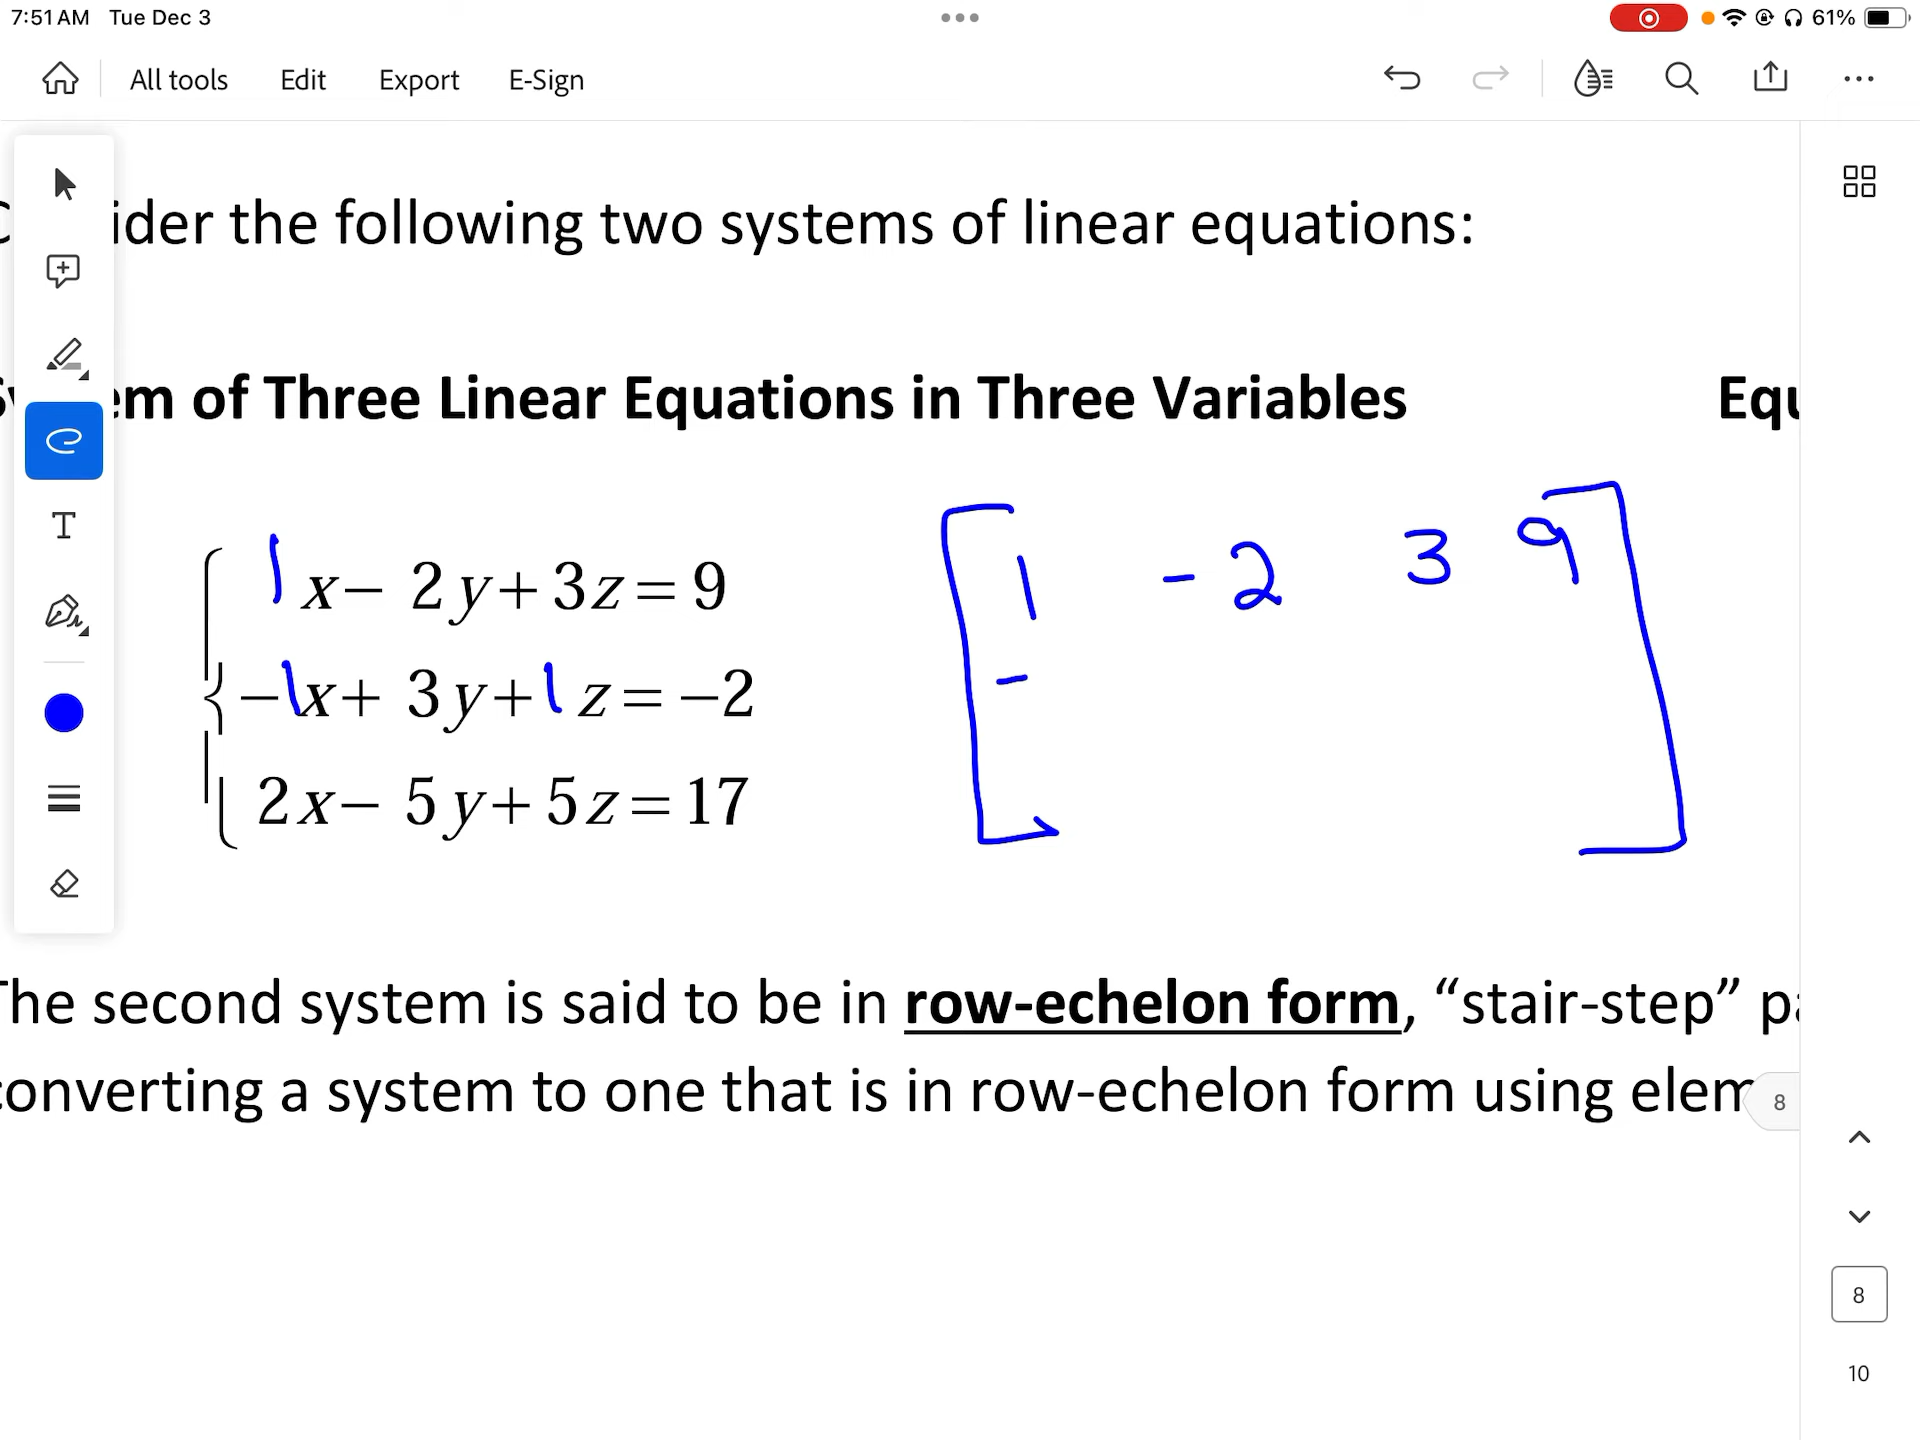 7:51 AM Tue Dec 3 61%
All tools Edit Export E-Sign
ider the following two systems of linear equations:
em of Three Linear Equations in Three Variables Equ
1x− 2y+3z=9
−1x+ 3y+1z=−2
2x− 5y+5z=17
1 -2 3 9
-
The second system is said to be in row-echelon form, “stair-step” pa
converting a system to one that is in row-echelon form using elem
8
8
10